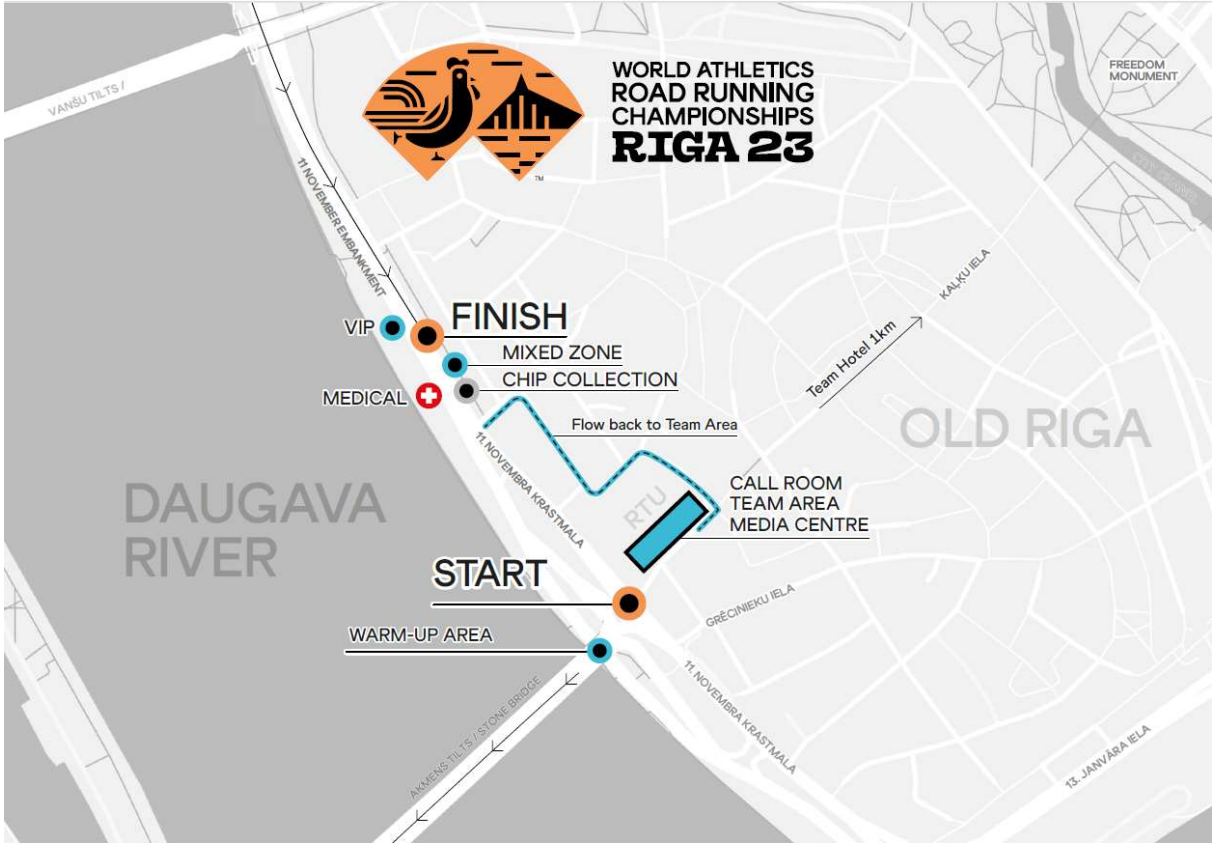 WORLD ATHLETICS
ROAD RUNNING
CHAMPIONSHIPS
RIGA 23
TM
FREEDOM
MONUMENT
VANŠU TILTS /
11 NOVEMBER EMBANKMENT
KAĻĶU IELA
VIP
FINISH
MIXED ZONE
CHIP COLLECTION
MEDICAL
Team Hotel 1km
Flow back to Team Area
OLD RIGA
11. NOVEMBRA KRASTMALA
DAUGAVA
RIVER
RTU
CALL ROOM
TEAM AREA
MEDIA CENTRE
START
GRĒCINIEKU IELA
WARM-UP AREA
11. NOVEMBRA KRASTMALA
AKMENS TILTS / STONE BRIDGE
13. JANVĀRA IELA